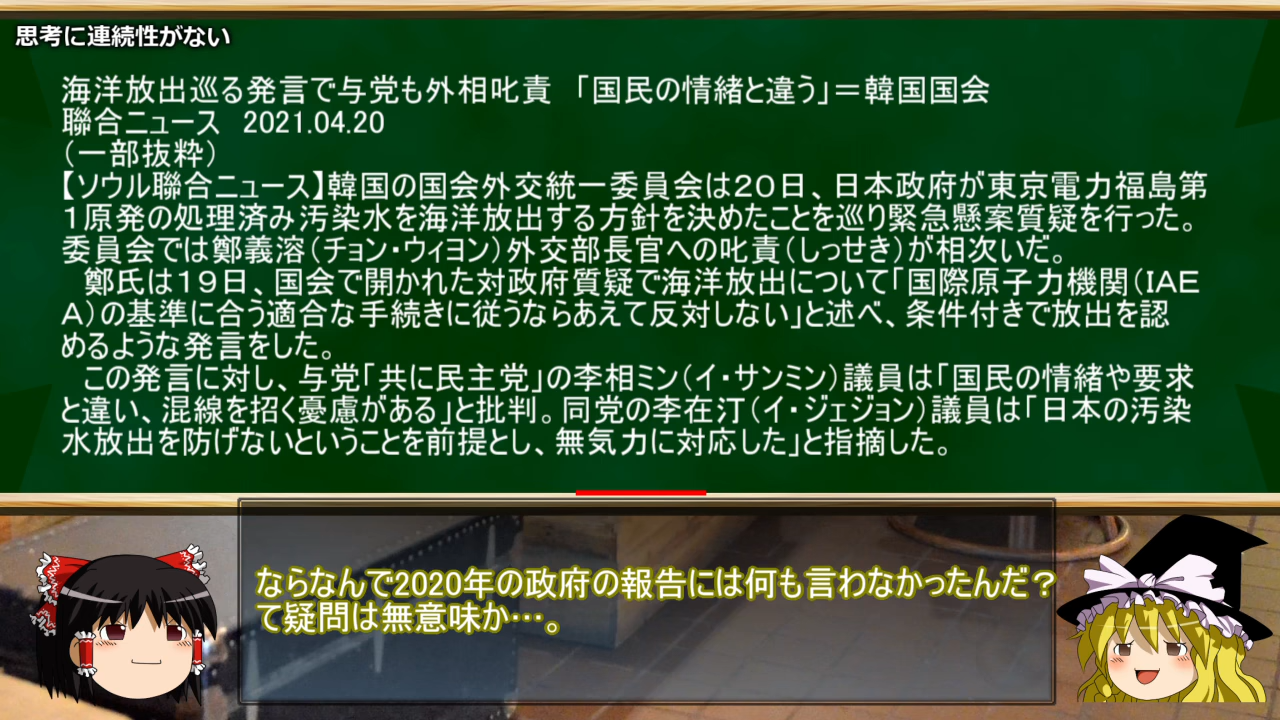 思考に連続性がない
海洋放出巡る発言で与党も外相叱責 「国民の情緒と違う」＝韓国国会
聯合ニュース 2021.04.20
（一部抜粋）
【ソウル聯合ニュース】韓国の国会外交統一委員会は２０日、日本政府が東京電力福島第
１原発の処理済み汚染水を海洋放出する方針を決めたことを巡り緊急懸案質疑を行った。
委員会では鄭義溶（チョン・ウィヨン）外交部長官への叱責（しっせき）が相次いだ。
　鄭氏は１９日、国会で開かれた対政府質疑で海洋放出について「国際原子力機関（ＩＡＥ
Ａ）の基準に合う適合な手続きに従うならあえて反対しない」と述べ、条件付きで放出を認
めるような発言をした。
　この発言に対し、与党「共に民主党」の李相ミン（イ・サンミン）議員は「国民の情緒や要求
と違い、混線を招く憂慮がある」と批判。同党の李在汀（イ・ジェジョン）議員は「日本の汚染
水放出を防げないということを前提とし、無気力に対応した」と指摘した。
ならなんで2020年の政府の報告には何も言わなかったんだ？
て疑問は無意味か…。